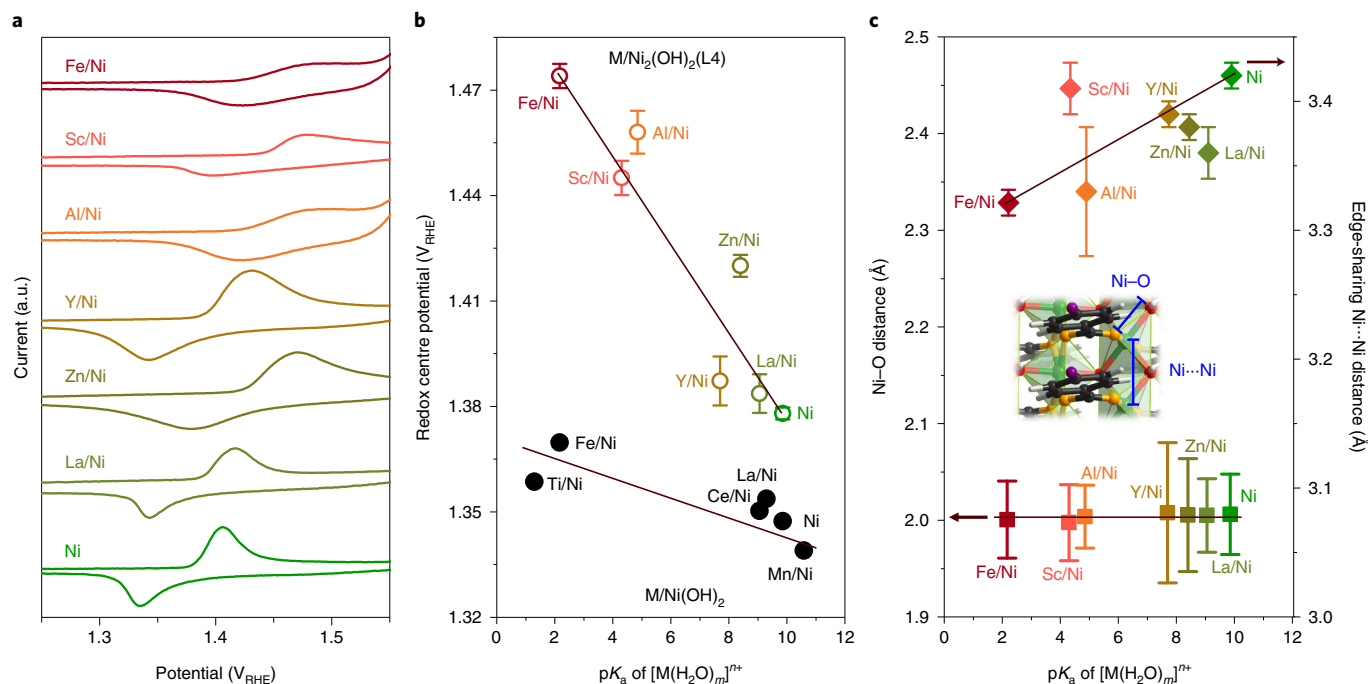 a
Fe/Ni
Sc/Ni
Al/Ni
Y/Ni
Zn/Ni
La/Ni
Ni
Current (a.u.)
1.3 1.4 1.5
Potential (V_RHE)
b
M/Ni₂(OH)₂(L4)
Fe/Ni
Al/Ni
Sc/Ni
Zn/Ni
Y/Ni
La/Ni
Ni
Fe/Ni
Ti/Ni
La/Ni
Ce/Ni
Ni
Mn/Ni
M/Ni(OH)₂
Redox centre potential (V_RHE)
1.47
1.44
1.41
1.38
1.35
1.32
0 2 4 6 8 10 12
pKₐ of [M(H₂O)ₘ]ⁿ⁺
c
2.5
2.4
2.3
2.2
2.1
2.0
1.9
Ni–O distance (Å)
Sc/Ni
Y/Ni
Ni
Zn/Ni
La/Ni
Al/Ni
Fe/Ni
Ni–O
Ni···Ni
Zn/Ni
Al/Ni
Y/Ni
Ni
Fe/Ni
Sc/Ni
La/Ni
3.4
3.3
3.2
3.1
3.0
Edge-sharing Ni···Ni distance (Å)
0 2 4 6 8 10 12
pKₐ of [M(H₂O)ₘ]ⁿ⁺